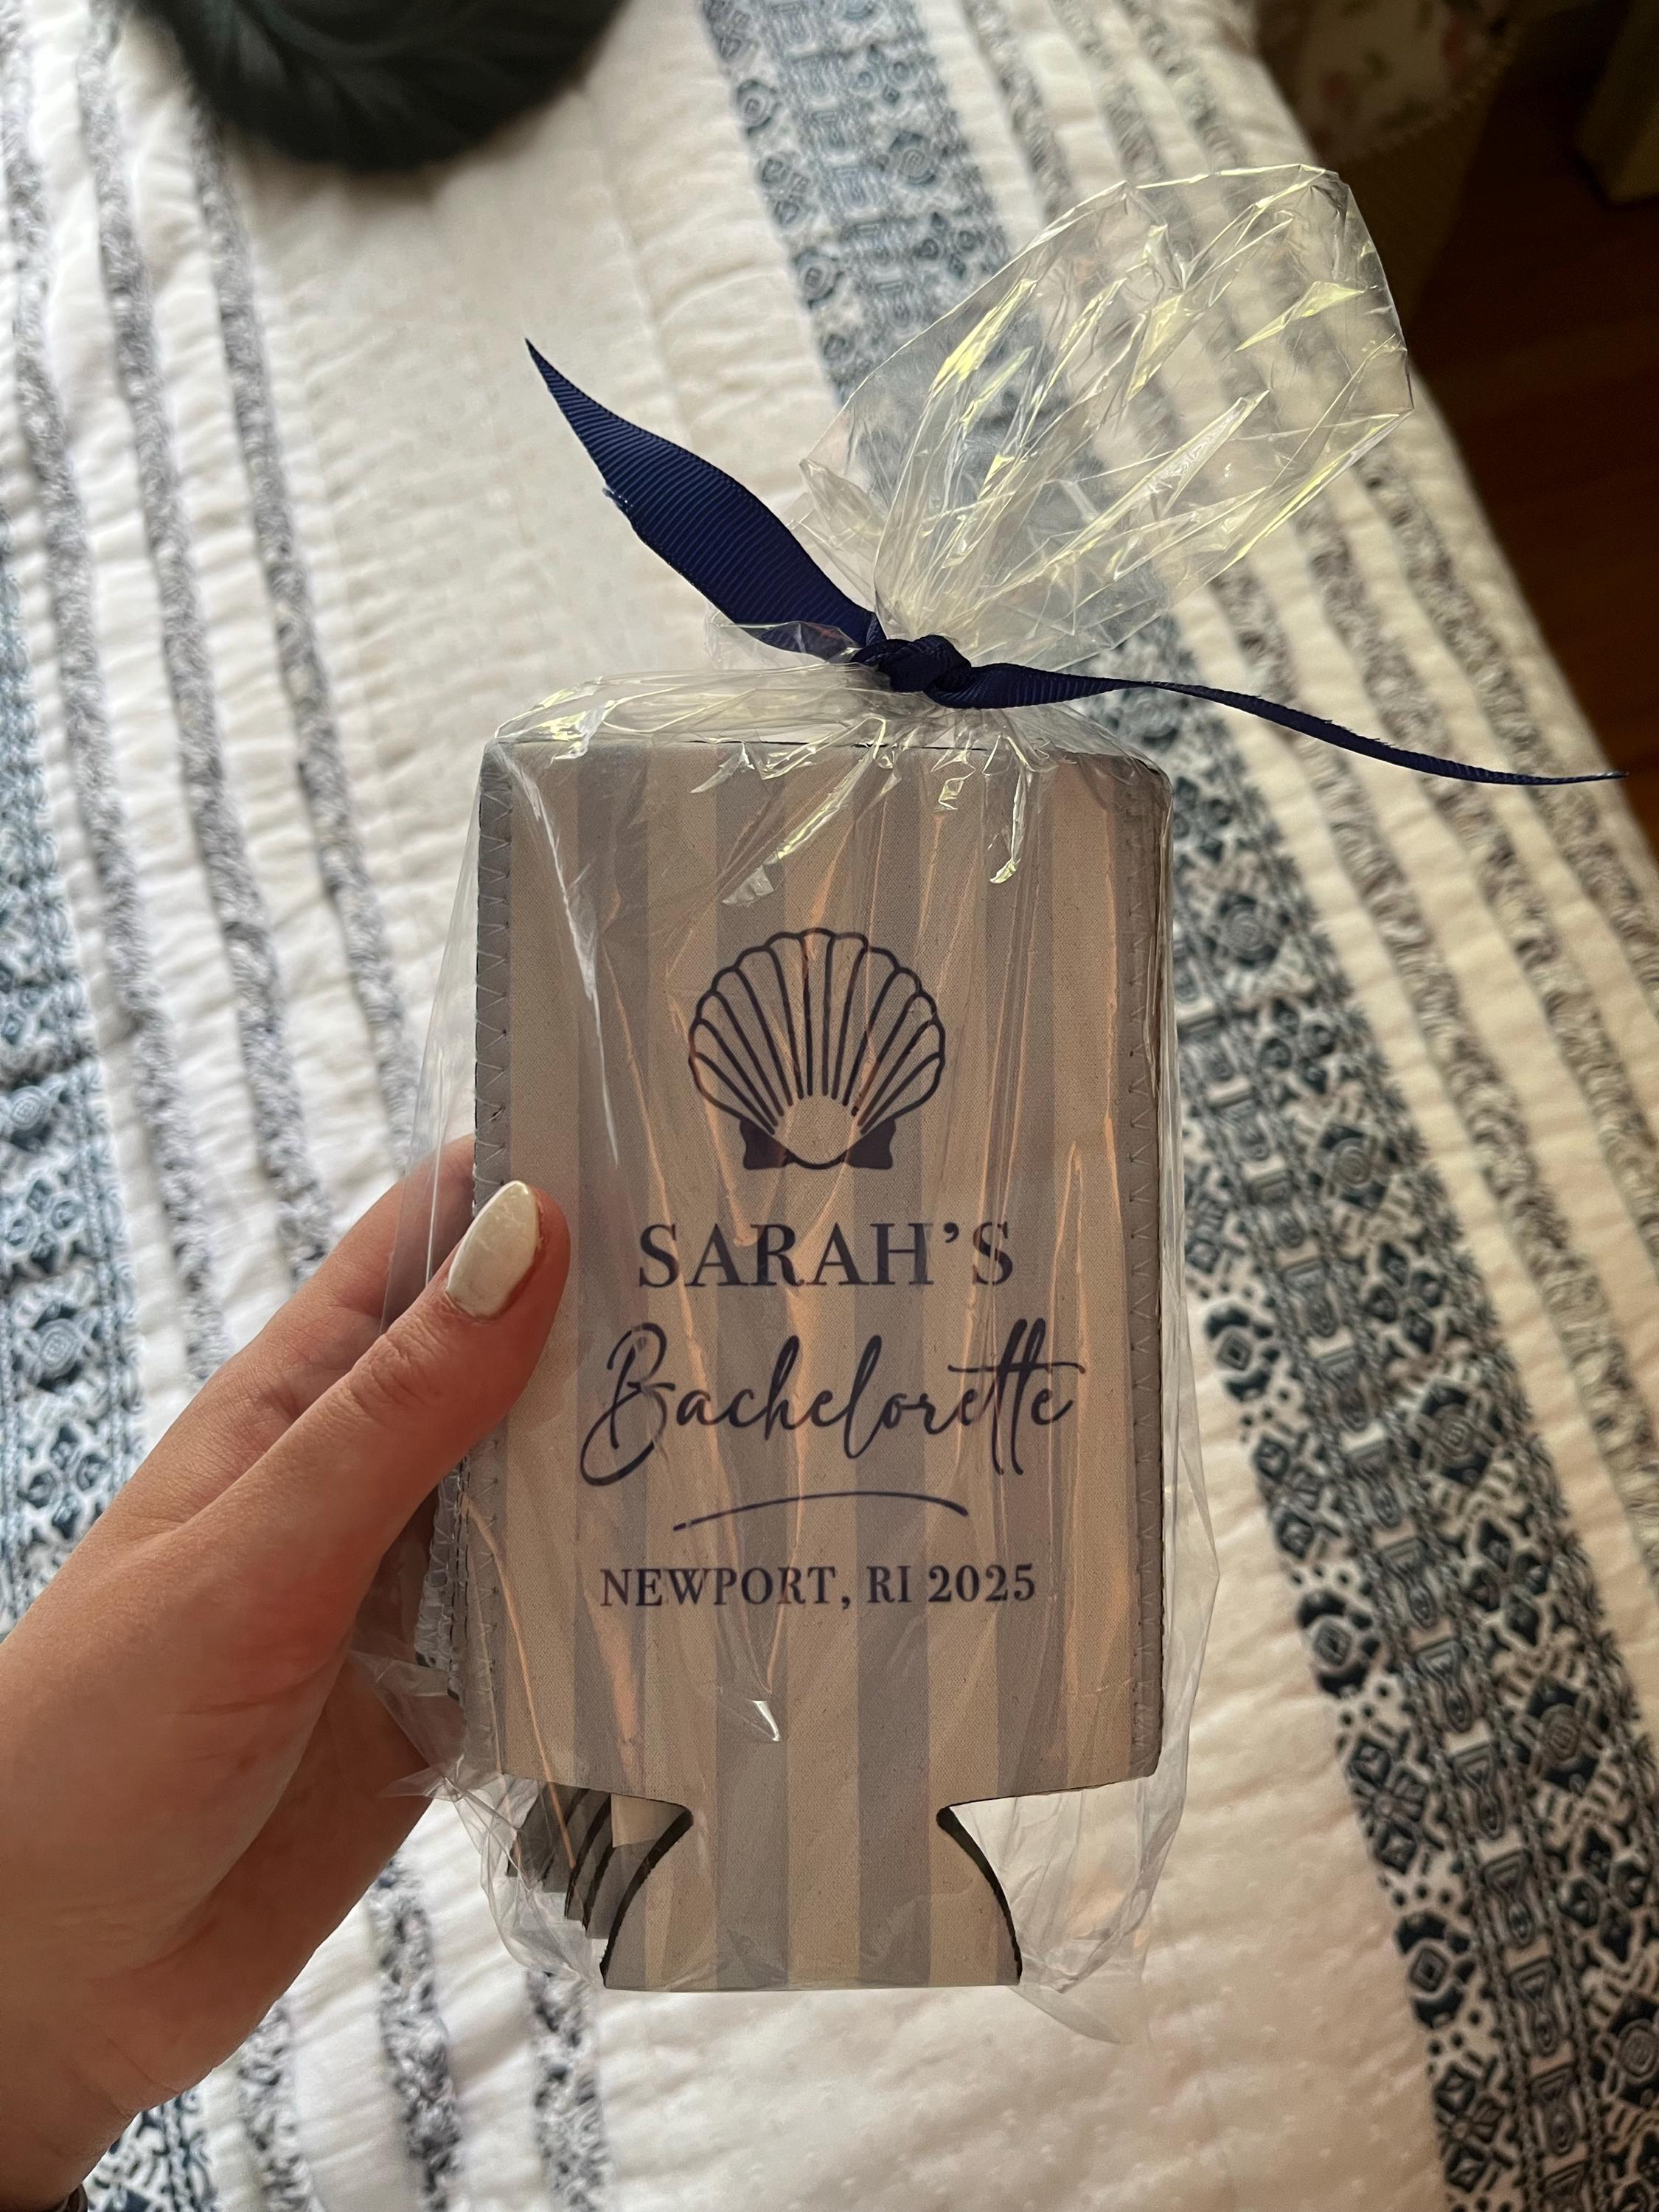 SARAH'S
Bachelorette
NEWPORT, RI 2025